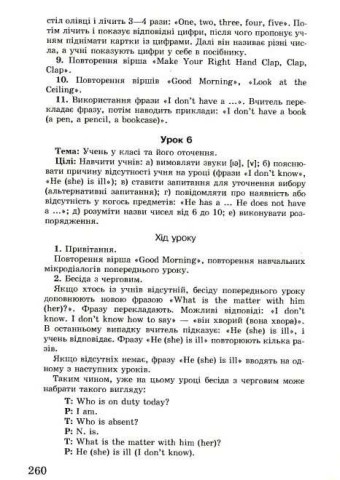 стіл олівці і лічить 3—4 рази: «One, two, three, four, five». По-
тім лічить і показує відповідні цифри, після чого пропонує уч-
ням піднімати картки із цифрами. Далі він називає різні чис-
ла, а учні показують цифри у себе в посібнику.
9. Повторення вірша «Make Your Right Hand Clap, Clap,
Clap».
10. Повторення віршів «Good Morning», «Look at the
Ceiling».
11. Використання фрази «I don't have a ...». Вчитель пере-
кладає фразу, потім наводить приклади: «I don't have a book
(a pen, a pencil, a bookcase)».
Урок 6
Тема: Учень у класі та його оточення.
Цілі: Навчити учнів: а) вимовляти звуки [ıə], [v]; б) поясню-
вати причину відсутності учня на уроці (фрази «I don't know»,
«He (she) is ill»); в) ставити запитання для уточнення вибору
(альтернативні запитання); г) повідомляти про наявність або
відсутність у когось предметів: «He has a ... He does not have
a ...»; д) розуміти назви чисел від 6 до 10; е) виконувати роз-
порядження.
Хід уроку
1. Привітання.
Повторення вірша «Good Morning», повторення навчальних
мікродіалогів попереднього уроку.
2. Бесіда з черговим.
Якщо хтось із учнів відсутній, бесіду попереднього уроку
доповнюють новою фразою «What is the matter with him
(her)?». Фразу перекладають. Можливі відповіді: «I don't
know. I don't know how to say» — «він хворий (вона хвора)».
В останньому випадку вчитель підказує: «He (she) is ill», і
учень відповідає. Фразу «He (she) is ill» повторюють кілька ра-
зів.
Якщо відсутніх немає, фразу «He (she) is ill» вводять на од-
ному з наступних уроків.
Таким чином, уже на цьому уроці бесіда з черговим може
набрати такого вигляду:
T: Who is on duty today?
P: I am.
T: Who is absent?
P: N. is.
T: What is the matter with him (her)?
P: He (she) is ill (I don't know).
260